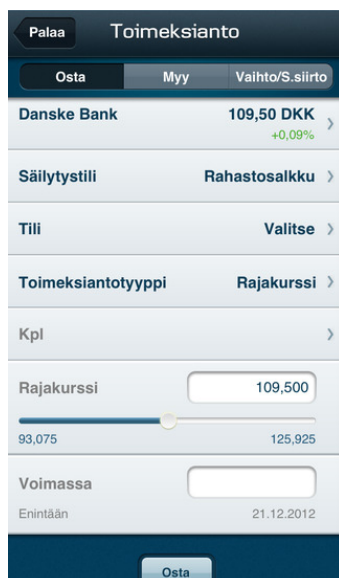 Palaa Toimeksianto
Osta Myy Vaihto/S.siirto
Danske Bank 109,50 DKK
+0,09%
Säilytystili Rahastosalkku
Tili Valitse
Toimeksiantotyyppi Rajakurssi
Kpl
Rajakurssi 109,500
93,075 125,925
Voimassa
Enintään 21.12.2012
Osta